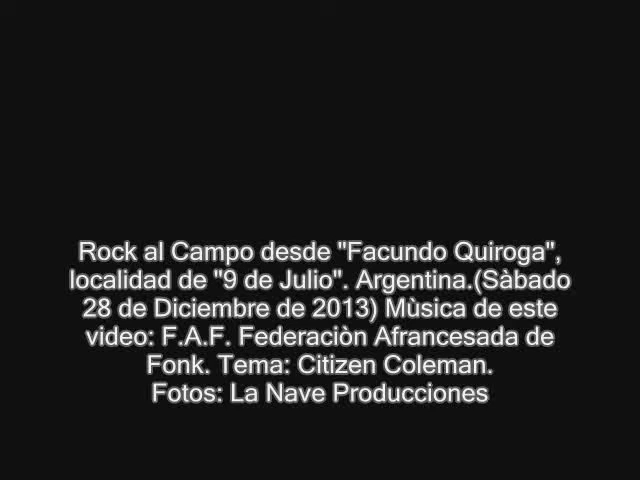 Rock al Campo desde "Facundo Quiroga",
localidad de "9 de Julio". Argentina.(Sàbado
28 de Diciembre de 2013) Mùsica de este
video: F.A.F. Federaciòn Afrancesada de
Fonk. Tema: Citizen Coleman.
Fotos: La Nave Producciones